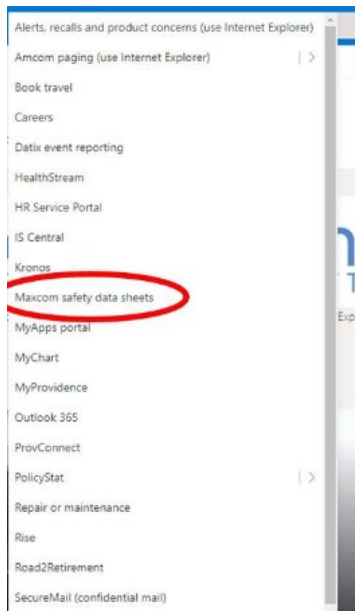 Alerts, recalls and product concerns (use Internet Explorer)
Amcom paging (use Internet Explorer)
Book travel
Careers
Datix event reporting
HealthStream
HR Service Portal
IS Central
Kronos
Maxcom safety data sheets
Exp
MyApps portal
MyChart
MyProvidence
Outlook 365
ProvConnect
PolicyStat
Repair or maintenance
Rise
Road2Retirement
SecureMail (confidential mail)